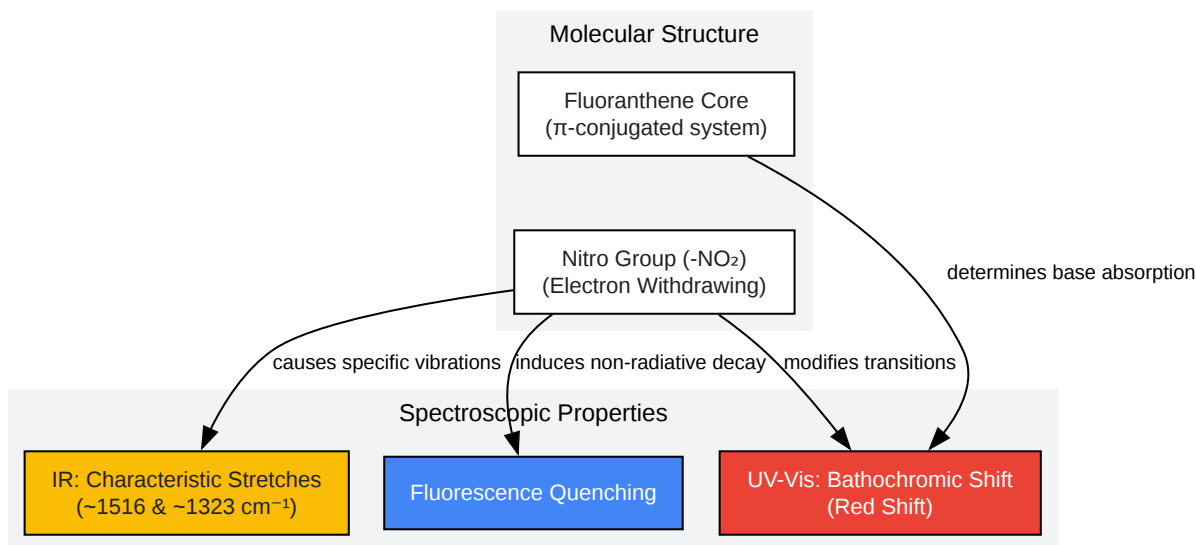 Molecular Structure
Fluoranthene Core
(π-conjugated system)
Nitro Group (-NO₂)
(Electron Withdrawing)
determines base absorption
causes specific vibrations
induces non-radiative decay
modifies transitions
Spectroscopic Properties
IR: Characteristic Stretches
(~1516 & ~1323 cm⁻¹)
Fluorescence Quenching
UV-Vis: Bathochromic Shift
(Red Shift)